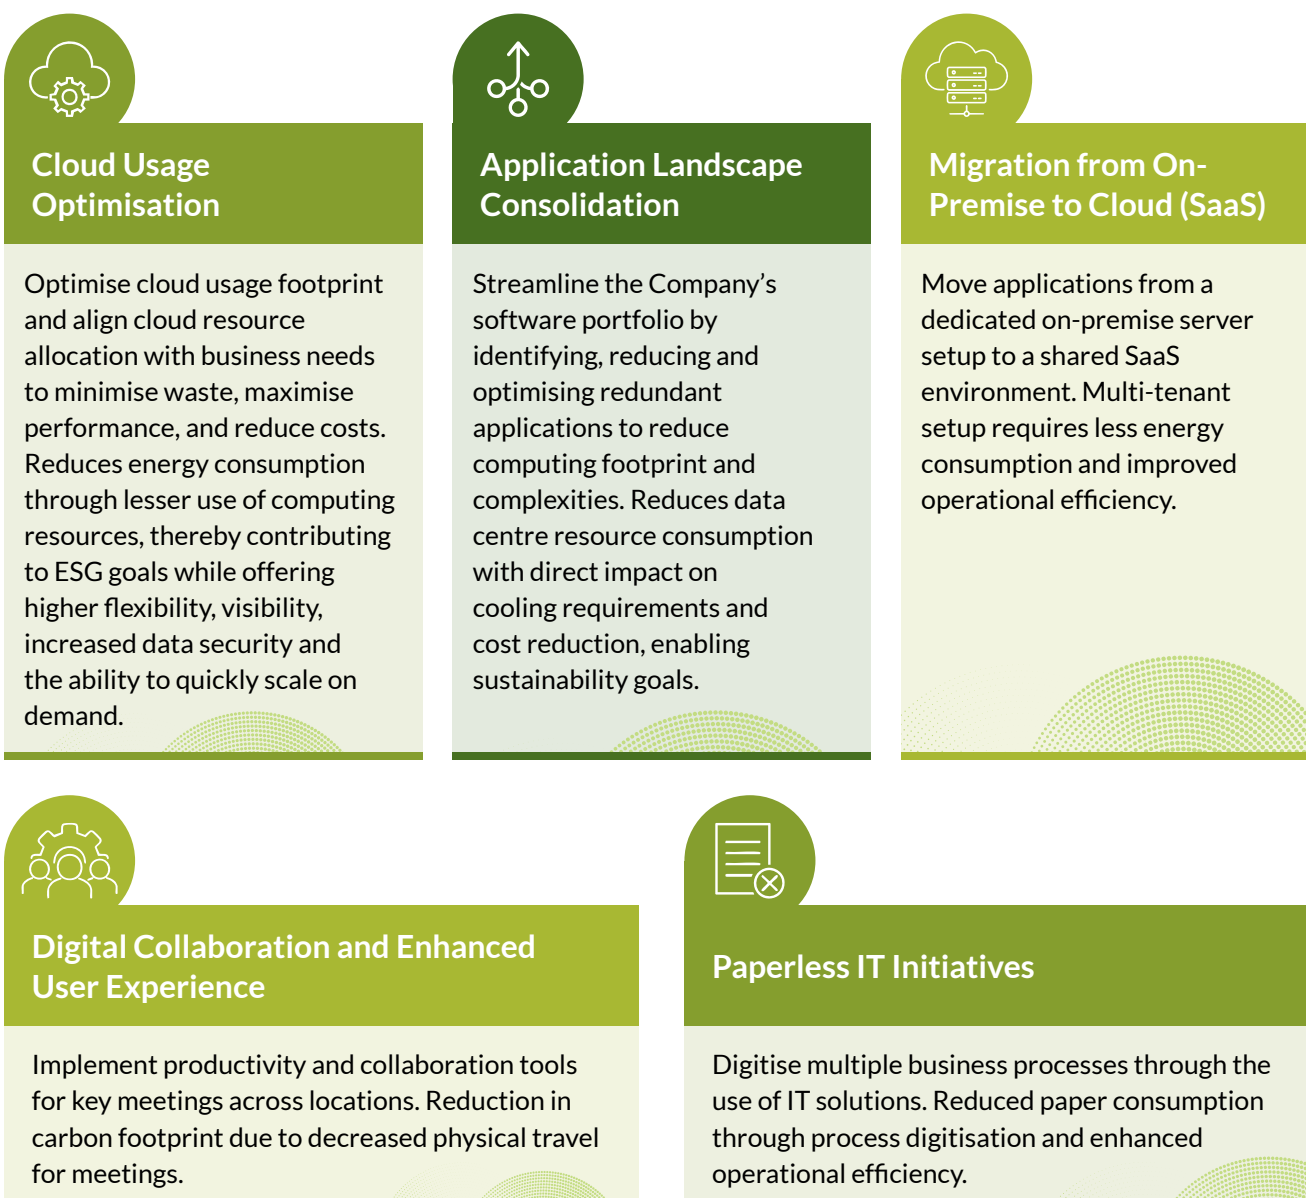 Cloud Usage
Optimisation
Optimise cloud usage footprint
and align cloud resource
allocation with business needs
to minimise waste, maximise
performance, and reduce costs.
Reduces energy consumption
through lesser use of computing
resources, thereby contributing
to ESG goals while offering
higher flexibility, visibility,
increased data security and
the ability to quickly scale on
demand.
Application Landscape
Consolidation
Streamline the Company’s
software portfolio by
identifying, reducing and
optimising redundant
applications to reduce
computing footprint and
complexities. Reduces data
centre resource consumption
with direct impact on
cooling requirements and
cost reduction, enabling
sustainability goals.
Migration from On-
Premise to Cloud (SaaS)
Move applications from a
dedicated on-premise server
setup to a shared SaaS
environment. Multi-tenant
setup requires less energy
consumption and improved
operational efficiency.
Digital Collaboration and Enhanced
User Experience
Implement productivity and collaboration tools
for key meetings across locations. Reduction in
carbon footprint due to decreased physical travel
for meetings.
Paperless IT Initiatives
Digitise multiple business processes through the
use of IT solutions. Reduced paper consumption
through process digitisation and enhanced
operational efficiency.